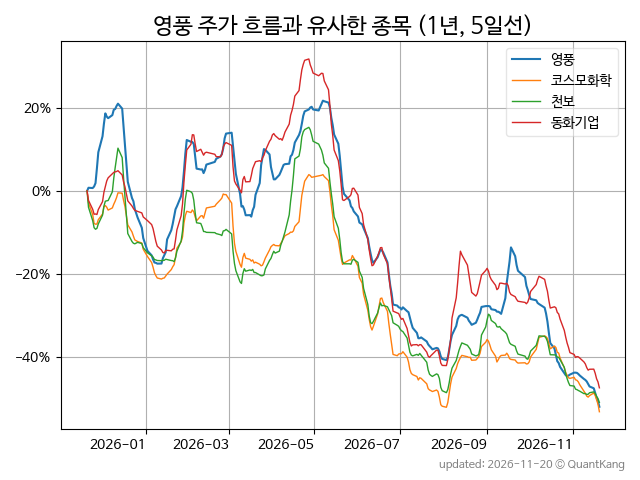 영풍 주가 흐름과 유사한 종목 (1년, 5일선)
영풍
코스모화학
천보
동화기업
20%
0%
−20%
−40%
2026-01 2026-03 2026-05 2026-07 2026-09 2026-11
updated: 2026-11-20 © QuantKang